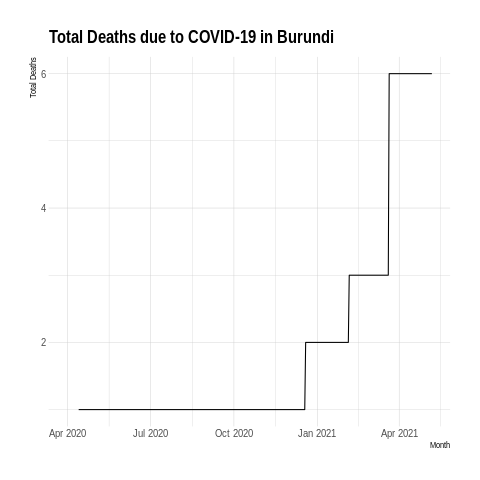 Total Deaths due to COVID-19 in Burundi
Total Deaths
6
4
2
Apr 2020 Jul 2020 Oct 2020 Jan 2021 Apr 2021
Month